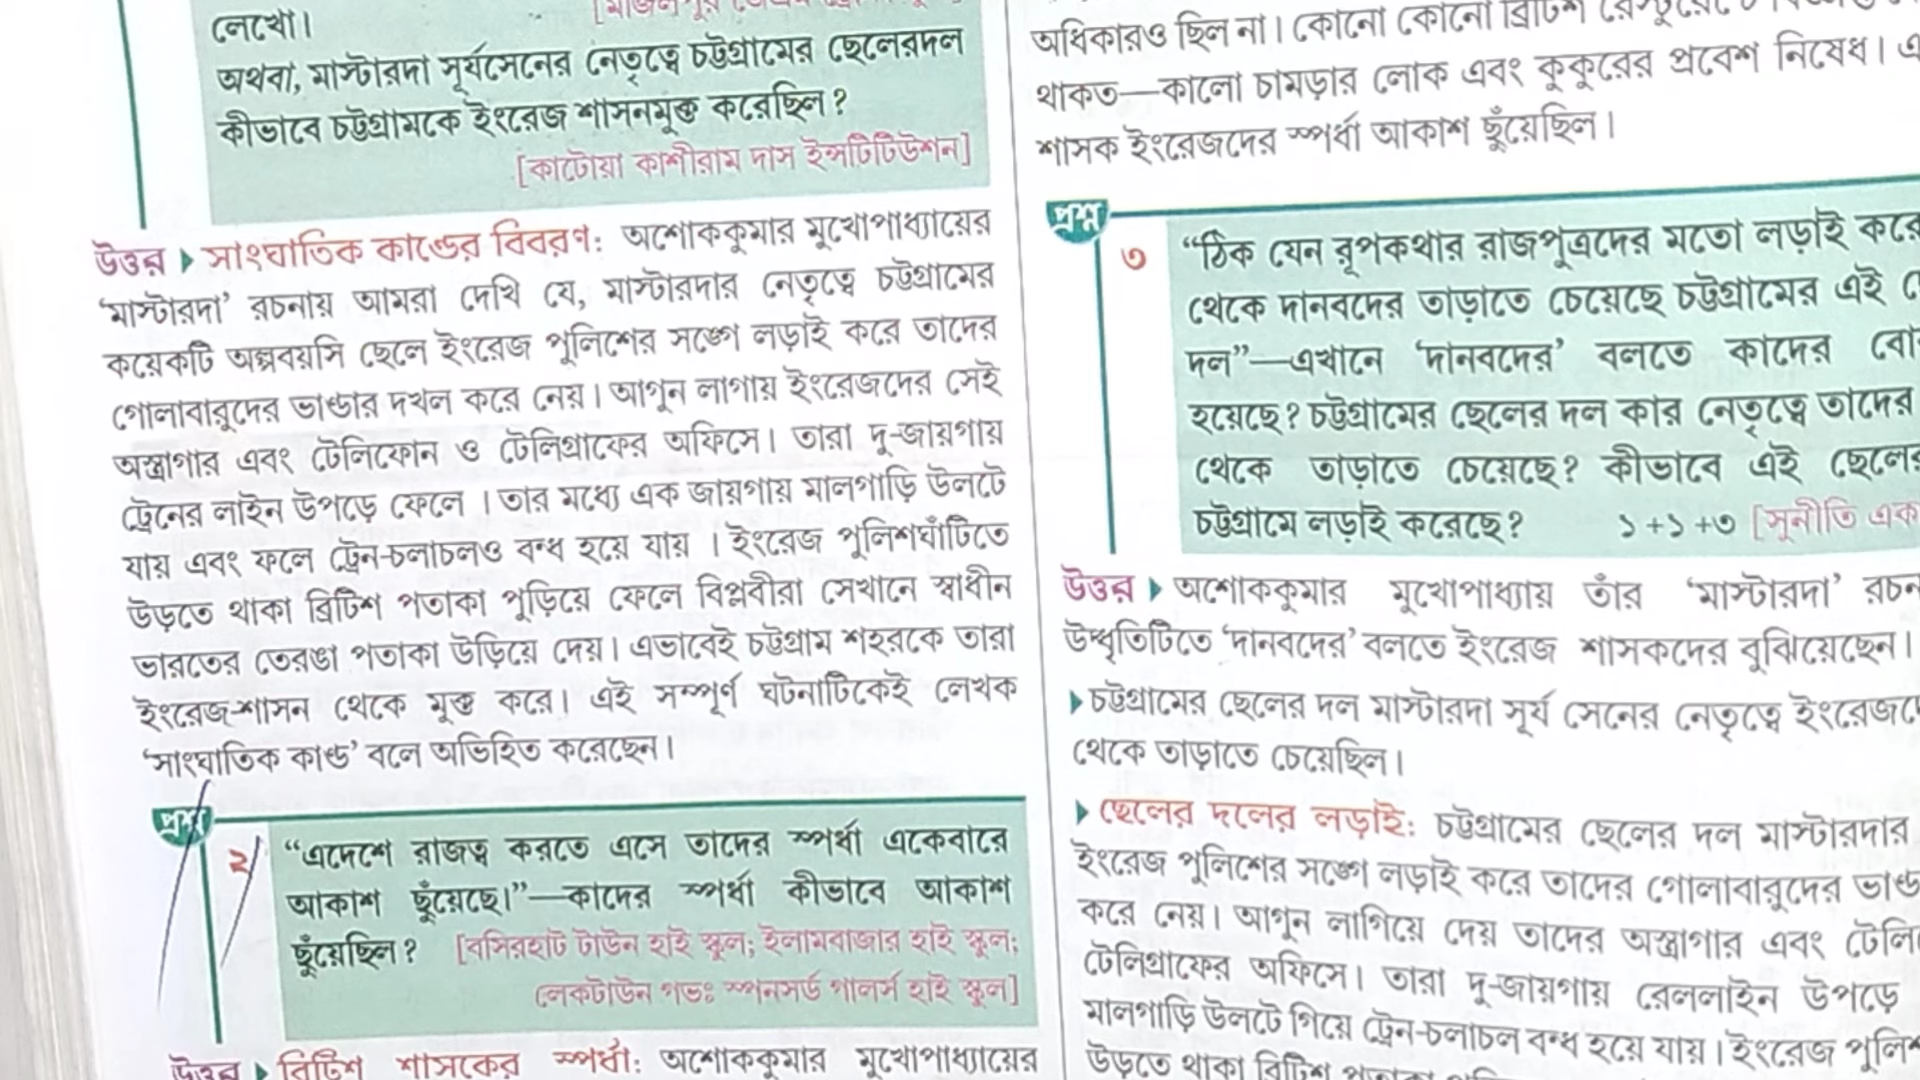 লেখো।
অথবা, মাস্টারদা সূর্যসেনের নেতৃত্বে চট্টগ্রামের ছেলেরদল
কীভাবে চট্টগ্রামকে ইংরেজ শাসনমুক্ত করেছিল?
[কাটোয়া কাশীরাম দাস ইন্সটিটিউশন]
উত্তর ▸ সাংঘাতিক কাণ্ডের বিবরণ: অশোককুমার মুখোপাধ্যায়ের
'মাস্টারদা' রচনায় আমরা দেখি যে, মাস্টারদার নেতৃত্বে চট্টগ্রামের
কয়েকটি অল্পবয়সি ছেলে ইংরেজ পুলিশের সঙ্গে লড়াই করে তাদের
গোলাবারুদের ভাণ্ডার দখল করে নেয়। আগুন লাগায় ইংরেজদের সেই
অস্ত্রাগার এবং টেলিফোন ও টেলিগ্রাফের অফিসে। তারা দু-জায়গায়
ট্রেনের লাইন উপড়ে ফেলে । তার মধ্যে এক জায়গায় মালগাড়ি উলটে
যায় এবং ফলে ট্রেন-চলাচলও বন্ধ হয়ে যায় । ইংরেজ পুলিশঘাঁটিতে
উড়তে থাকা ব্রিটিশ পতাকা পুড়িয়ে ফেলে বিপ্লবীরা সেখানে স্বাধীন
ভারতের তেরঙা পতাকা উড়িয়ে দেয়। এভাবেই চট্টগ্রাম শহরকে তারা
ইংরেজ-শাসন থেকে মুক্ত করে। এই সম্পূর্ণ ঘটনাটিকেই লেখক
'সাংঘাতিক কাণ্ড' বলে অভিহিত করেছেন।
প্রশ্ন
২ "এদেশে রাজত্ব করতে এসে তাদের স্পর্ধা একেবারে
আকাশ ছুঁয়েছে।"—কাদের স্পর্ধা কীভাবে আকাশ
ছুঁয়েছিল? [বসিরহাট টাউন হাই স্কুল; ইলামবাজার হাই স্কুল;
লেকটাউন গভঃ স্পনসর্ড গার্লস হাই স্কুল]
উত্তর ▸ ব্রিটিশ শাসকের স্পর্ধা: অশোককুমার মুখোপাধ্যায়ের
অধিকারও ছিল না। কোনো কোনো ব্রিটিশ
থাকত—কালো চামড়ার লোক এবং কুকুরের প্রবেশ নিষেধ।
শাসক ইংরেজদের স্পর্ধা আকাশ ছুঁয়েছিল।
প্রশ্ন
৩ "ঠিক যেন রূপকথার রাজপুত্রদের মতো লড়াই করে
থেকে দানবদের তাড়াতে চেয়েছে চট্টগ্রামের এই
দল"—এখানে 'দানবদের' বলতে কাদের
হয়েছে? চট্টগ্রামের ছেলের দল কার নেতৃত্বে তাদের
থেকে তাড়াতে চেয়েছে? কীভাবে এই ছেলের
চট্টগ্রামে লড়াই করেছে? ১+১+৩ [সুনীতি
উত্তর ▸ অশোককুমার মুখোপাধ্যায় তাঁর 'মাস্টারদা'
উদ্ধৃতিটিতে 'দানবদের' বলতে ইংরেজ শাসকদের বুঝিয়েছেন।
▸ চট্টগ্রামের ছেলের দল মাস্টারদা সূর্য সেনের নেতৃত্বে
থেকে তাড়াতে চেয়েছিল।
▸ ছেলের দলের লড়াই: চট্টগ্রামের ছেলের দল মাস্টারদার
ইংরেজ পুলিশের সঙ্গে লড়াই করে তাদের গোলাবারুদের
করে নেয়। আগুন লাগিয়ে দেয় তাদের অস্ত্রাগার এবং
টেলিগ্রাফের অফিসে। তারা দু-জায়গায় রেললাইন উপড়ে
মালগাড়ি উলটে গিয়ে ট্রেন-চলাচল বন্ধ হয়ে যায়। ইংরেজ
উড়তে থাকা ব্রিটিশ